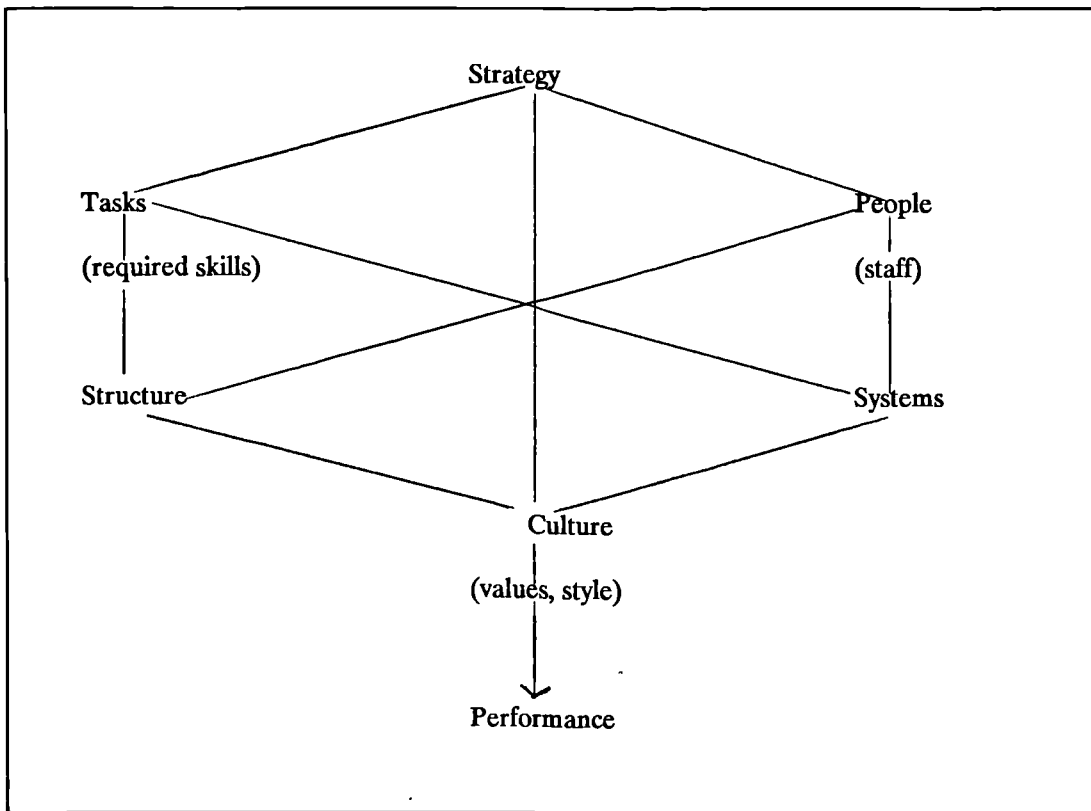 Strategy
Tasks People
(required skills) (staff)
Structure Systems
Culture
(values, style)
Performance